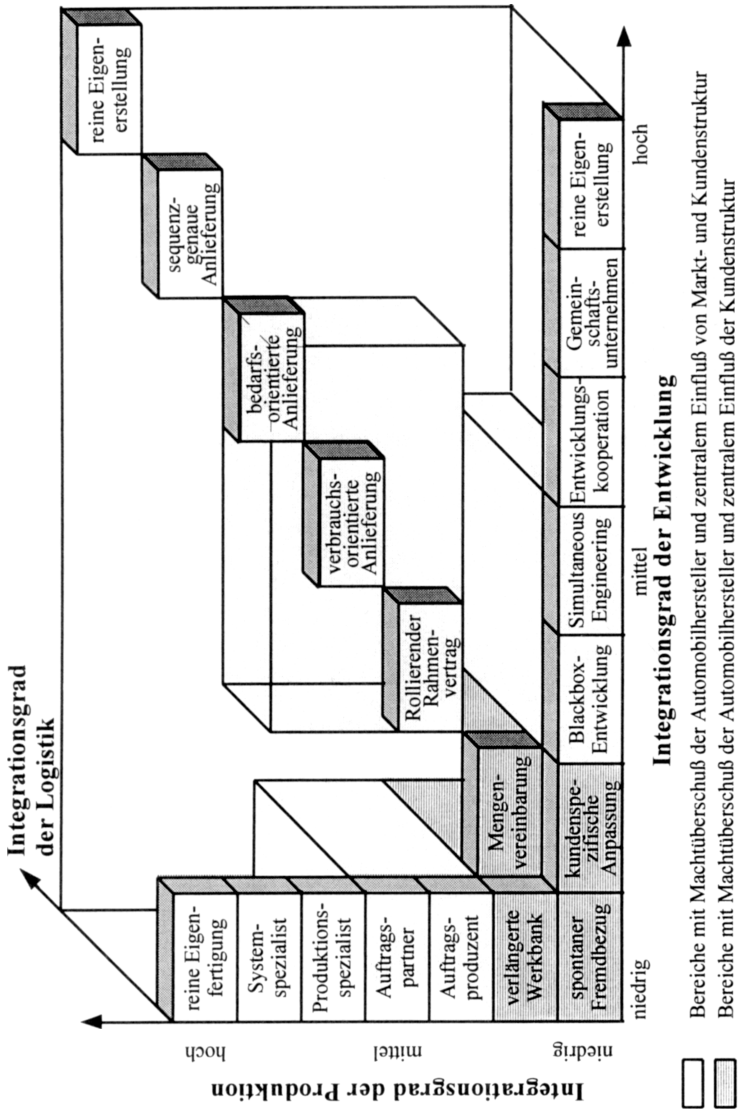 Integrationsgrad
der Logistik
reine Eigen-
erstellung
sequenz-
genaue
Anlieferung
bedarfs-
orientierte
Anlieferung
verbrauchs-
orientierte
Anlieferung
Rollierender
Rahmen-
vertrag
Mengen-
vereinbarung
Integrationsgrad der Produktion
hoch
mittel
niedrig
reine Eigen-
fertigung
System-
spezialist
Produktions-
spezialist
Auftrags-
partner
Auftrags-
produzent
verlängerte
Werkbank
spontaner
Fremdbezug
kundenspe-
zifische
Anpassung
Blackbox-
Entwicklung
Simultaneous
Engineering
Entwicklungs-
kooperation
Gemein-
schafts-
unternehmen
reine Eigen-
erstellung
niedrig
mittel
hoch
Integrationsgrad der Entwicklung
Bereiche mit Machtüberschuß der Automobilhersteller und zentralem Einfluß von Markt- und Kundenstruktur
Bereiche mit Machtüberschuß der Automobilhersteller und zentralem Einfluß der Kundenstruktur